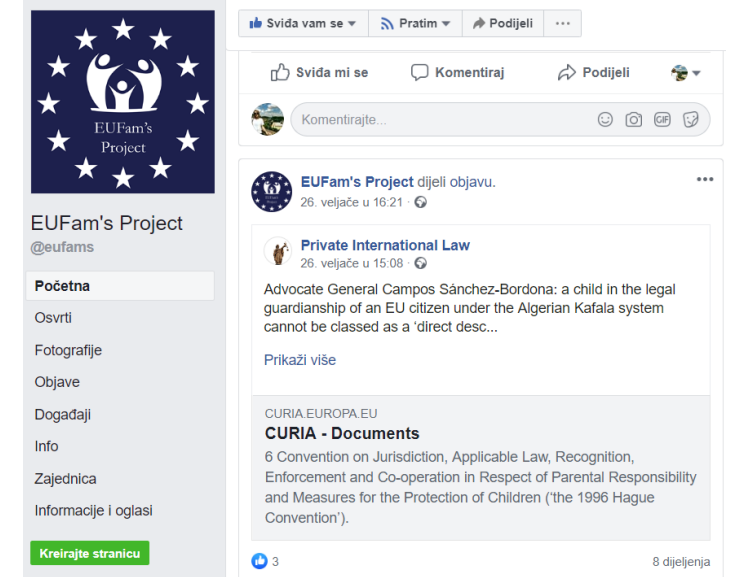 EUFam's
Project
EUFam's Project
@eufams
Početna
Osvrti
Fotografije
Objave
Događaji
Info
Zajednica
Informacije i oglasi
Kreirajte stranicu
Sviđa vam se
Pratim
Podijeli
Sviđa mi se
Komentiraj
Podijeli
Komentirajte...
GIF
EUFam's Project dijeli objavu.
26. veljače u 16:21 ·
Private International Law
26. veljače u 15:08 ·
Advocate General Campos Sánchez-Bordona: a child in the legal
guardianship of an EU citizen under the Algerian Kafala system
cannot be classed as a ‘direct desc...
Prikaži više
CURIA.EUROPA.EU
CURIA - Documents
6 Convention on Jurisdiction, Applicable Law, Recognition,
Enforcement and Co-operation in Respect of Parental Responsibility
and Measures for the Protection of Children (‘the 1996 Hague
Convention’).
3
8 dijeljenja